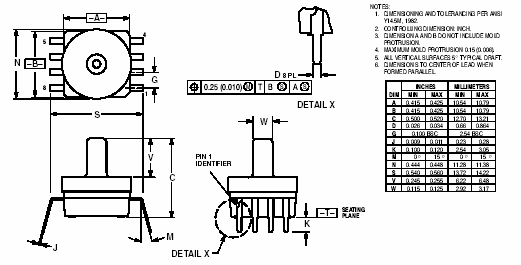 NOTES:
1. DIMENSIONING AND TOLERANCING PER ANSI Y14.5M, 1982.
2. CONTROLLING DIMENSION: INCH.
3. DIMENSION A AND B DO NOT INCLUDE MOLD PROTRUSION.
4. MAXIMUM MOLD PROTRUSION 0.15 (0.006).
5. ALL VERTICAL SURFACES 5° TYPICAL DRAFT.
6. DIMENSION S TO CENTER OF LEAD WHEN FORMED PARALLEL.
–A–
N
–B–
5
4
8
1
G
S
D 8 PL
0.25 (0.010) M T B S A S
DETAIL X
INCHES MILLIMETERS
DIM MIN MAX MIN MAX
A 0.415 0.425 10.54 10.79
B 0.415 0.425 10.54 10.79
C 0.500 0.520 12.70 13.21
D 0.026 0.034 0.66 0.864
G 0.100 BSC 2.54 BSC
J 0.009 0.011 0.23 0.28
K 0.100 0.120 2.54 3.05
M 0° 15° 0° 15°
N 0.444 0.448 11.28 11.38
S 0.540 0.560 13.72 14.22
V 0.245 0.255 6.22 6.48
W 0.115 0.125 2.92 3.17
W
V
C
PIN 1
IDENTIFIER
–T– SEATING PLANE
K
J
M
DETAIL X